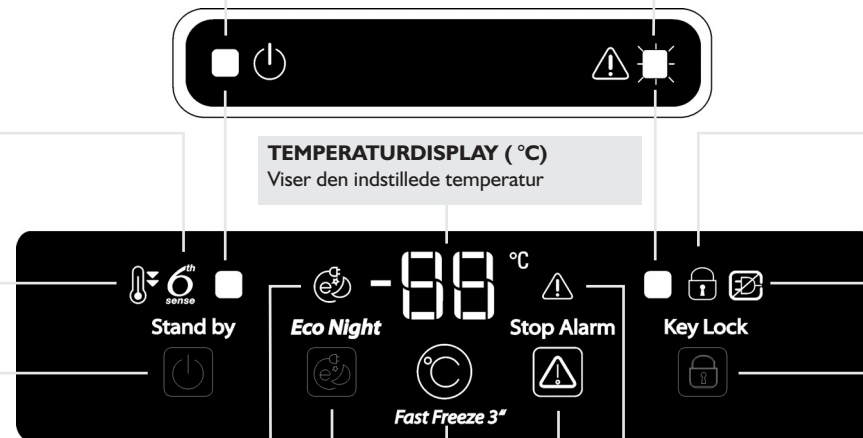 TEMPERATURDISPLAY ( °C)
Viser den indstillede temperatur
6th sense
-88 °C
Stand by
Eco Night
Stop Alarm
Key Lock
e
°C
e
Fast Freeze 3"